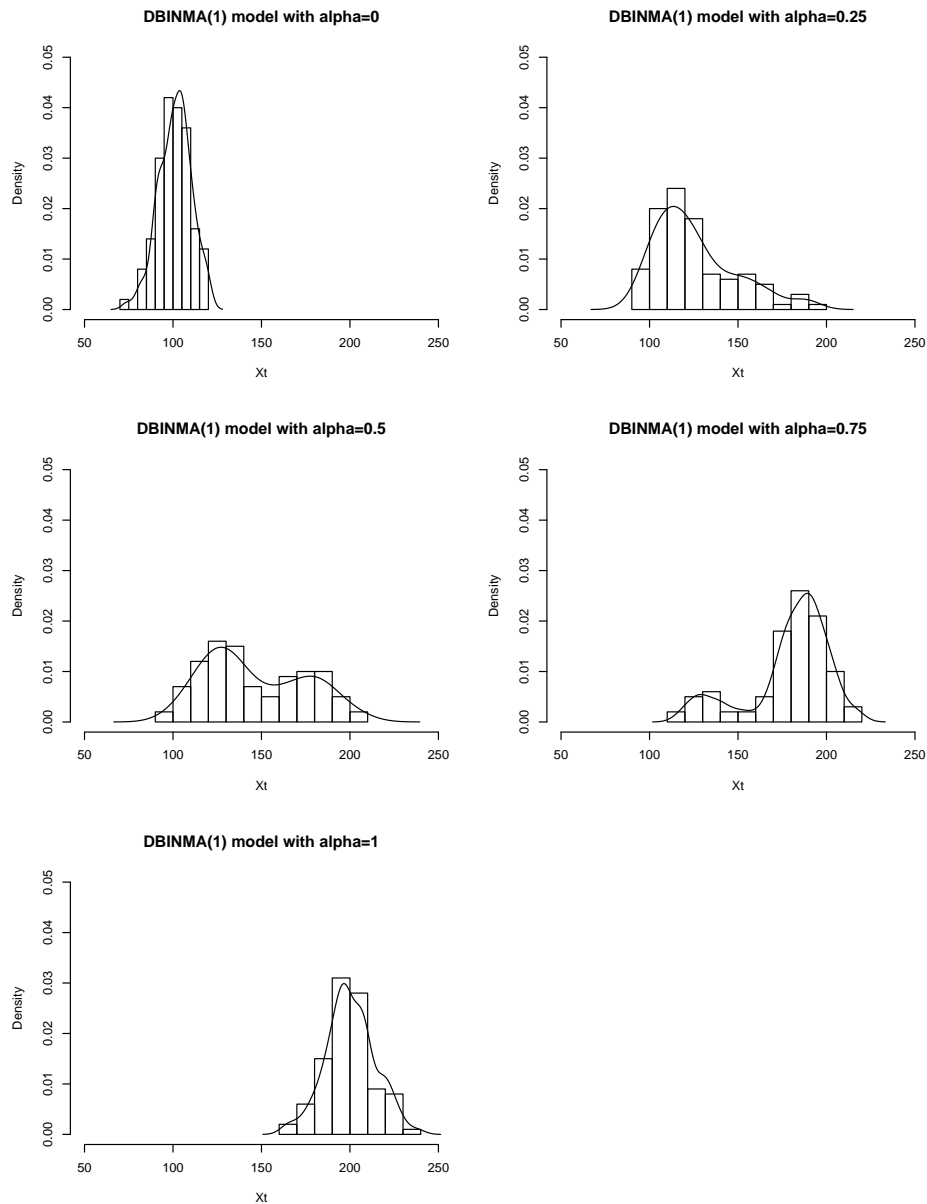 DBINMA(1) model with alpha=0
Density
0.00 0.01 0.02 0.03 0.04 0.05
50 100 150 200 250
Xt
DBINMA(1) model with alpha=0.25
Density
0.00 0.01 0.02 0.03 0.04 0.05
50 100 150 200 250
Xt
DBINMA(1) model with alpha=0.5
Density
0.00 0.01 0.02 0.03 0.04 0.05
50 100 150 200 250
Xt
DBINMA(1) model with alpha=0.75
Density
0.00 0.01 0.02 0.03 0.04 0.05
50 100 150 200 250
Xt
DBINMA(1) model with alpha=1
Density
0.00 0.01 0.02 0.03 0.04 0.05
50 100 150 200 250
Xt